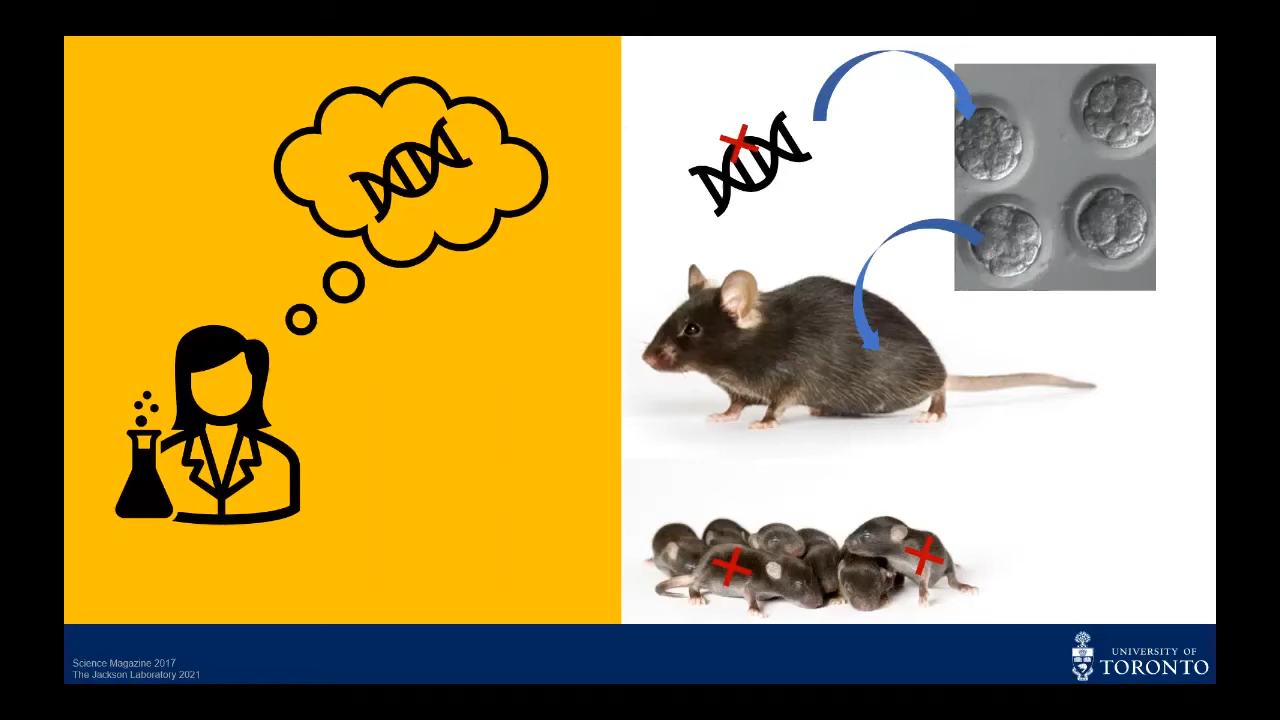 Science Magazine 2017
The Jackson Laboratory 2021
UNIVERSITY OF
TORONTO